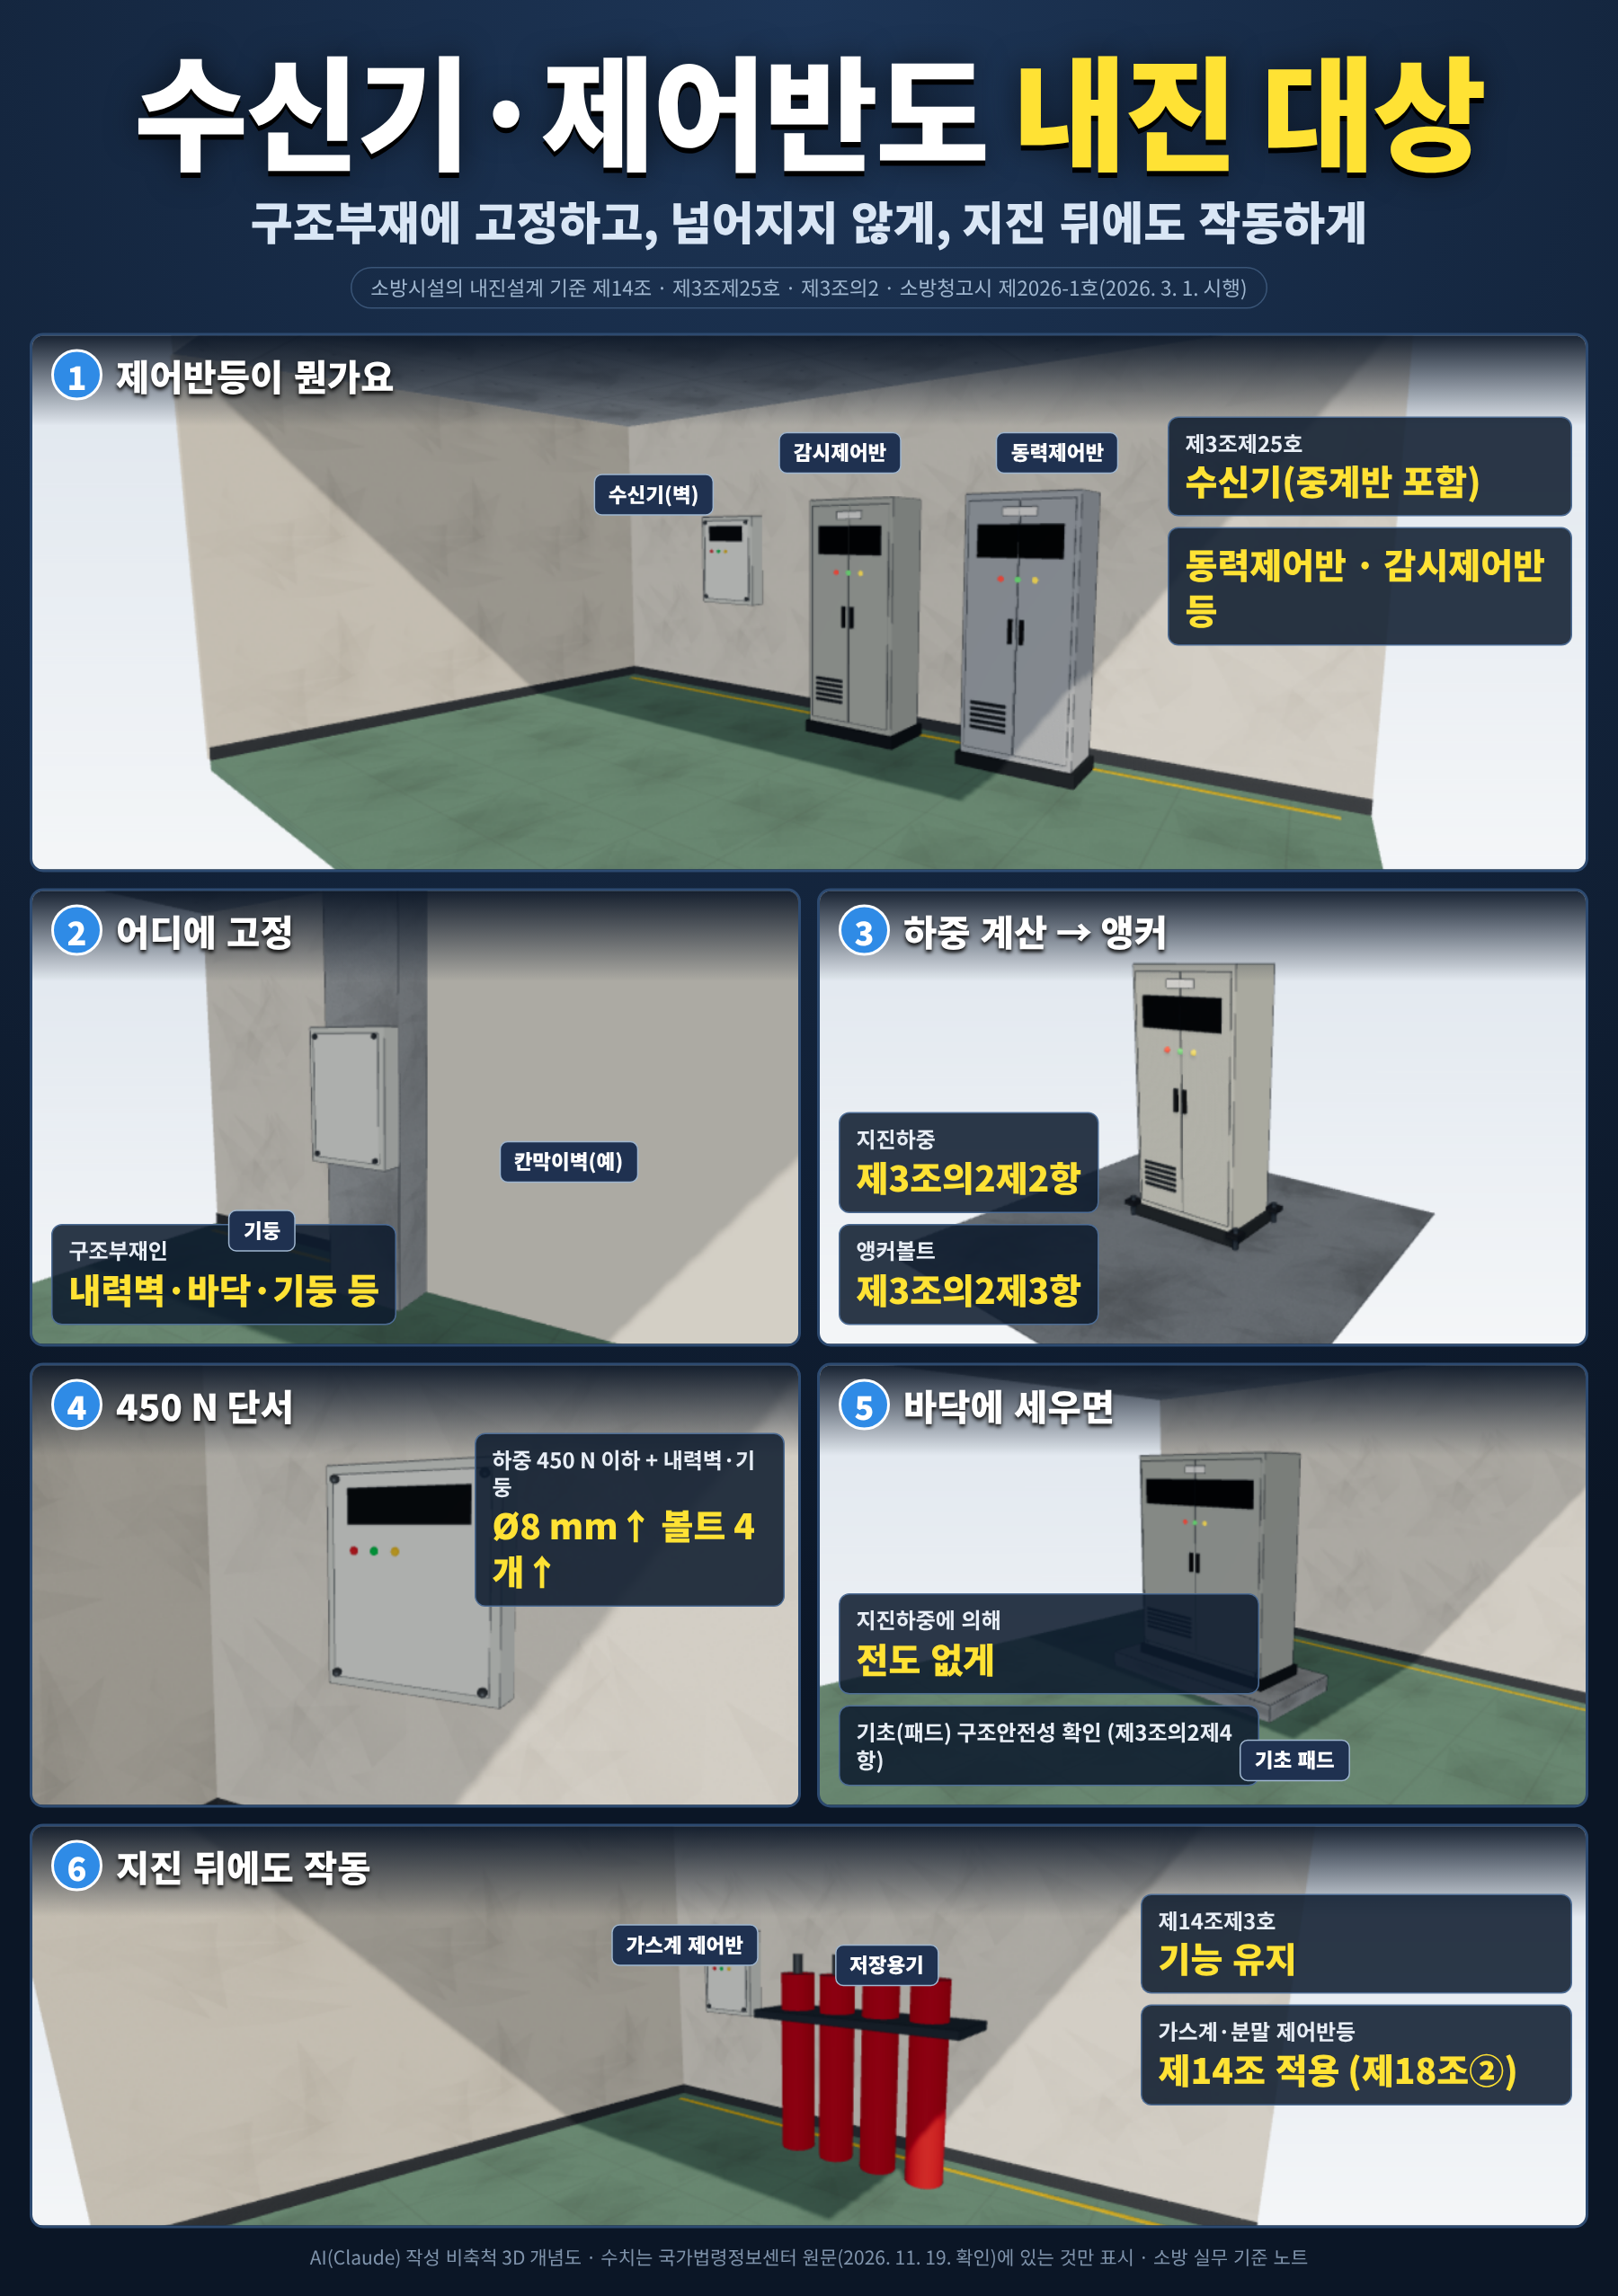 수신기·제어반도 내진 대상
구조부재에 고정하고, 넘어지지 않게, 지진 뒤에도 작동하게
소방시설의 내진설계 기준 제14조 · 제3조제25호 · 제3조의2 · 소방청고시 제2026-1호(2026. 3. 1. 시행)
1 제어반등이 뭔가요
수신기(벽)
감시제어반
동력제어반
제3조제25호
수신기(중계반 포함)
동력제어반 · 감시제어반
등
2 어디에 고정
칸막이벽(예)
기둥
구조부재인
내력벽·바닥·기둥 등
3 하중 계산 → 앵커
지진하중
제3조의2제2항
앵커볼트
제3조의2제3항
4 450 N 단서
하중 450 N 이하 + 내력벽·기
둥
Ø8 mm↑ 볼트 4
개↑
5 바닥에 세우면
지진하중에 의해
전도 없게
기초(패드) 구조안전성 확인 (제3조의2제4
항)
기초 패드
6 지진 뒤에도 작동
가스계 제어반
저장용기
제14조제3호
기능 유지
가스계·분말 제어반등
제14조 적용 (제18조②)
AI(Claude) 작성 비축척 3D 개념도 · 수치는 국가법령정보센터 원문(2026. 11. 19. 확인)에 있는 것만 표시 · 소방 실무 기준 노트